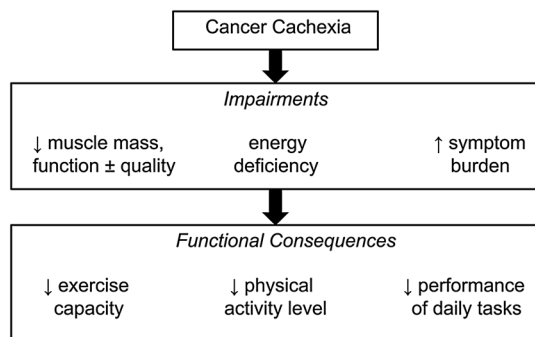 Cancer Cachexia
Impairments
↓ muscle mass,
function ± quality
energy
deficiency
↑ symptom
burden
Functional Consequences
↓ exercise
capacity
↓ physical
activity level
↓ performance
of daily tasks